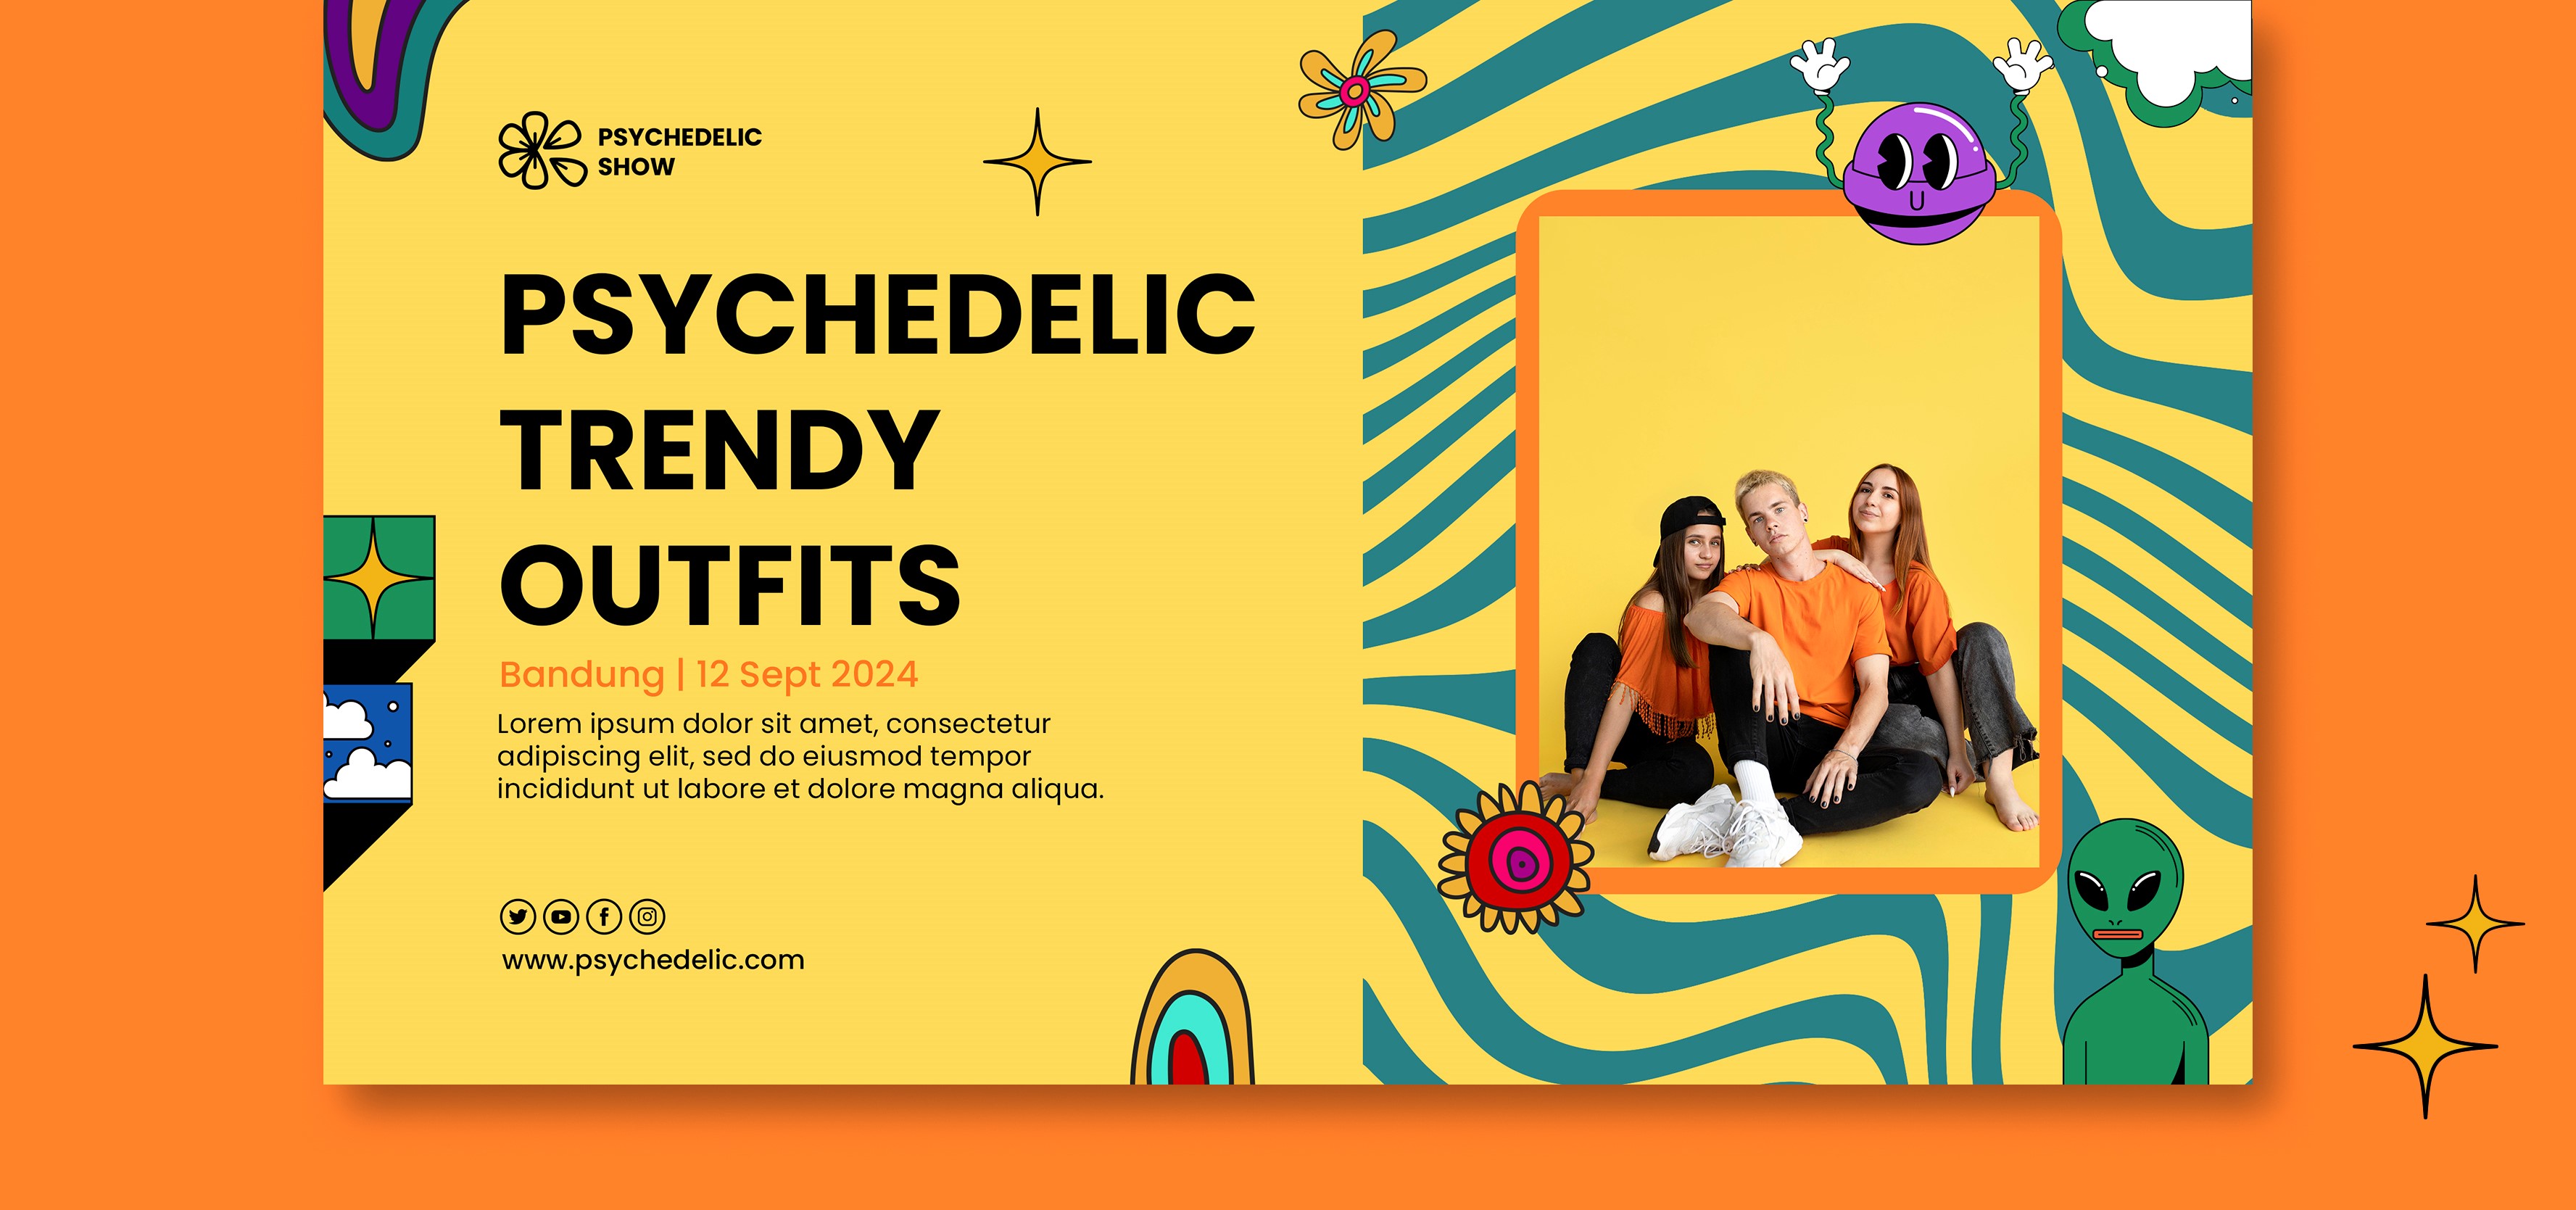 PSYCHEDELIC
SHOW
PSYCHEDELIC
TRENDY
OUTFITS
Bandung | 12 Sept 2024
Lorem ipsum dolor sit amet, consectetur
adipiscing elit, sed do eiusmod tempor
incididunt ut labore et dolore magna aliqua.
www.psychedelic.com